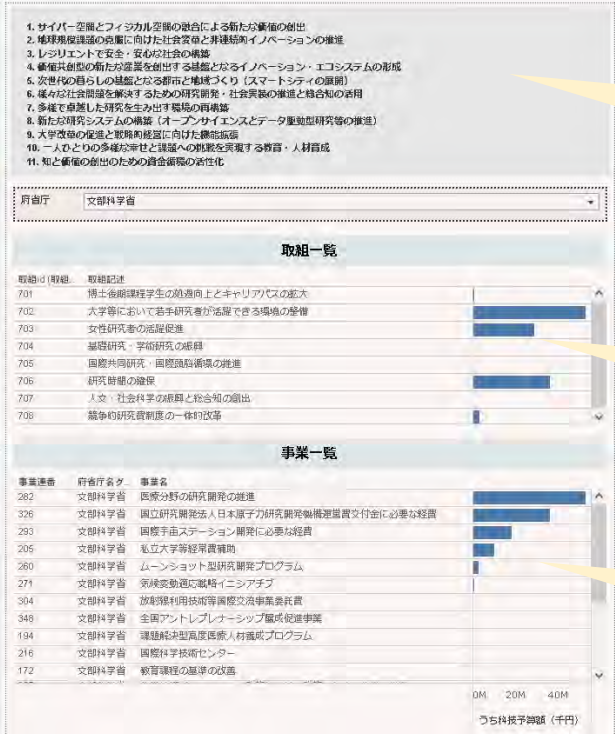 1. サイバー空間とフィジカル空間の融合による新たな価値の創出
2. 地球規模課題の克服に向けた社会変革と非連続的イノベーションの推進
3. レジリエントで安全・安心な社会の構築
4. 価値共創型の新たな産業を創出する基盤となるイノベーション・エコシステムの形成
5. 次世代の暮らしの基盤となる都市と地域づくり（スマートシティの展開）
6. 様々な社会問題を解決するための研究開発・社会実装の推進と総合知の活用
7. 多様で卓越した研究を生み出す環境の再構築
8. 新たな研究システムの構築（オープンサイエンスとデータ駆動型研究等の推進）
9. 大学改革の促進と戦略的経営に向けた機能拡張
10. 一人ひとりの多様な幸せと課題への挑戦を実現する教育・人材育成
11. 知と価値の創出のための資金循環の活性化
府省庁 文部科学省
取組一覧
取組id (取組. 取組記述
701 博士後期課程学生の処遇向上とキャリアパスの拡大
702 大学等において若手研究者が活躍できる環境の整備
703 女性研究者の活躍促進
704 基礎研究・学術研究の振興
705 国際共同研究・国際頭脳循環の推進
706 研究時間の確保
707 人文・社会科学の振興と総合知の創出
708 競争的研究費制度の一体的改革
事業一覧
事業連番 府省庁名グ.. 事業名
282 文部科学省 医療分野の研究開発の推進
326 文部科学省 国立研究開発法人日本原子力研究開発機構運営費交付金に必要な経費
293 文部科学省 国際宇宙ステーション開発に必要な経費
205 文部科学省 私立大学等経常費補助
260 文部科学省 ムーンショット型研究開発プログラム
271 文部科学省 気候変動適応戦略イニシアチブ
304 文部科学省 放射線利用技術等国際交流事業委託費
348 文部科学省 全国アントレプレナーシップ醸成促進事業
194 文部科学省 課題解決型高度医療人材養成プログラム
216 文部科学省 国際科学技術センター
172 文部科学省 教育課程の基準の改善
0M 20M 40M
うち科技予算額（千円）